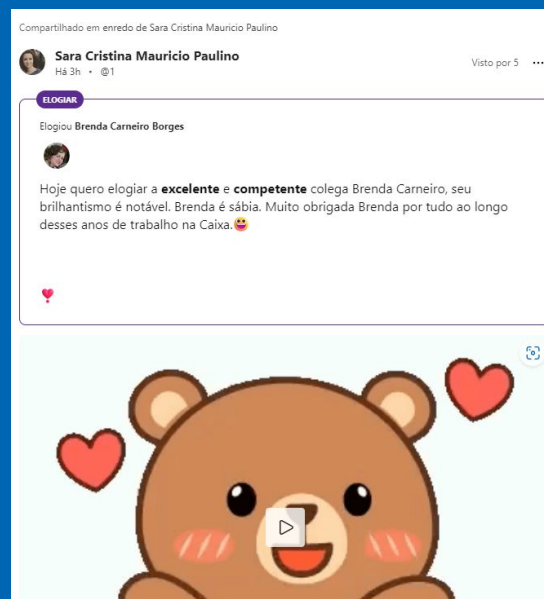 Compartilhado em enredo de Sara Cristina Mauricio Paulino
Sara Cristina Mauricio Paulino
Há 3h • @1
Visto por 5 ...
ELOGIAR
Elogiou Brenda Carneiro Borges
Hoje quero elogiar a excelente e competente colega Brenda Carneiro, seu
brilhantismo é notável. Brenda é sábia. Muito obrigada Brenda por tudo ao longo
desses anos de trabalho na Caixa.😀